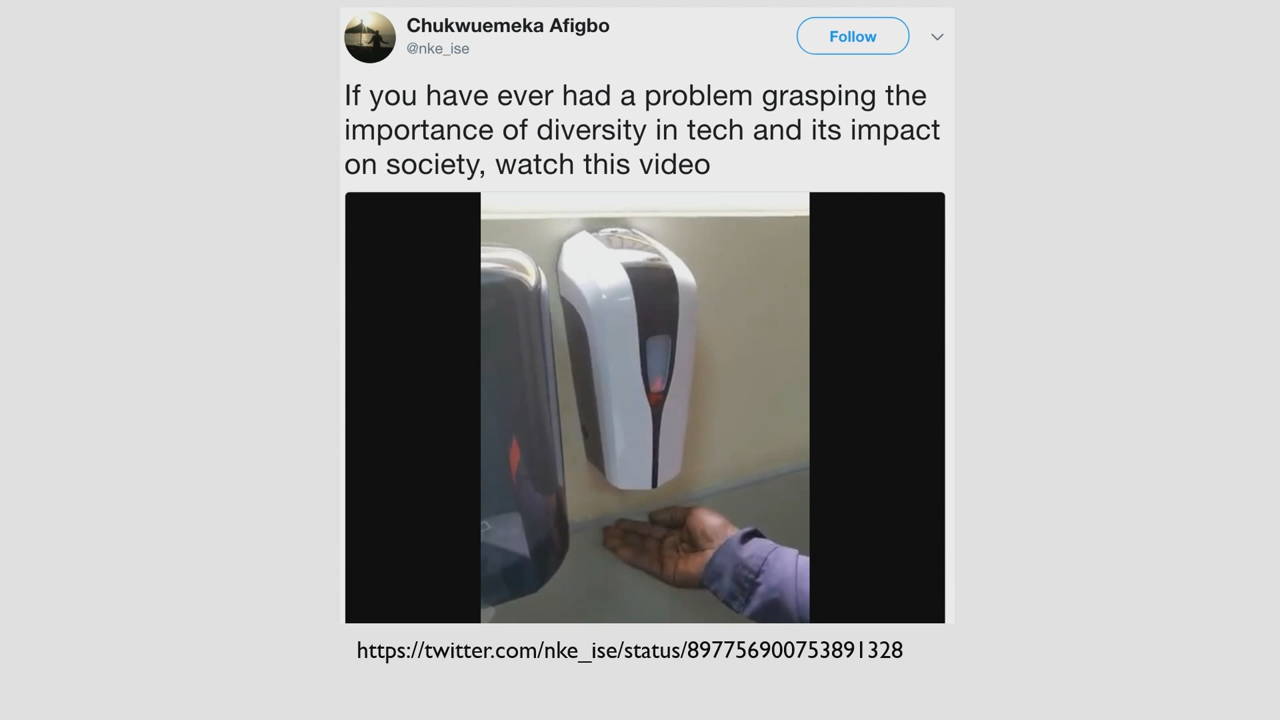 Chukwuemeka Afigbo
@nke_ise
Follow
If you have ever had a problem grasping the
importance of diversity in tech and its impact
on society, watch this video
https://twitter.com/nke_ise/status/897756900753891328